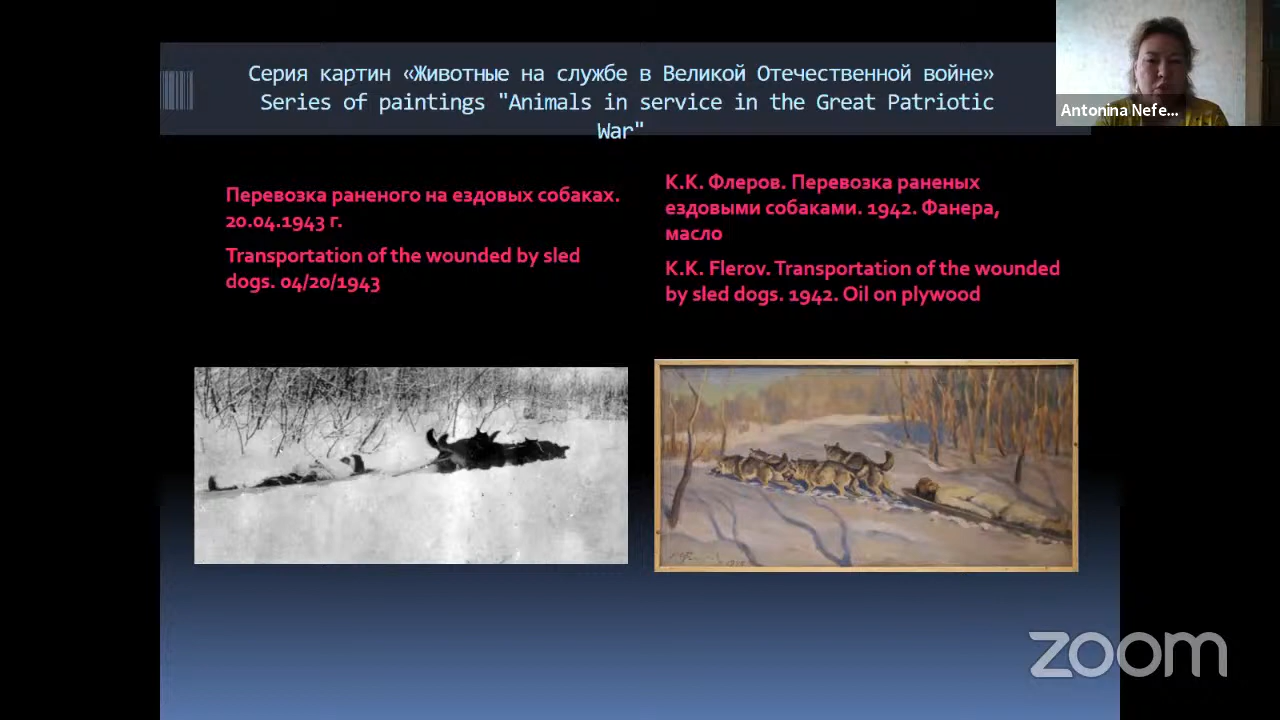 Серия картин «Животные на службе в Великой Отечественной войне»
Series of paintings "Animals in service in the Great Patriotic
War"
Antonina Nefe...
Перевозка раненого на ездовых собаках.
20.04.1943 г.
Transportation of the wounded by sled
dogs. 04/20/1943
К.К. Флеров. Перевозка раненых
ездовыми собаками. 1942. Фанера,
масло
K.K. Flerov. Transportation of the wounded
by sled dogs. 1942. Oil on plywood
zoom